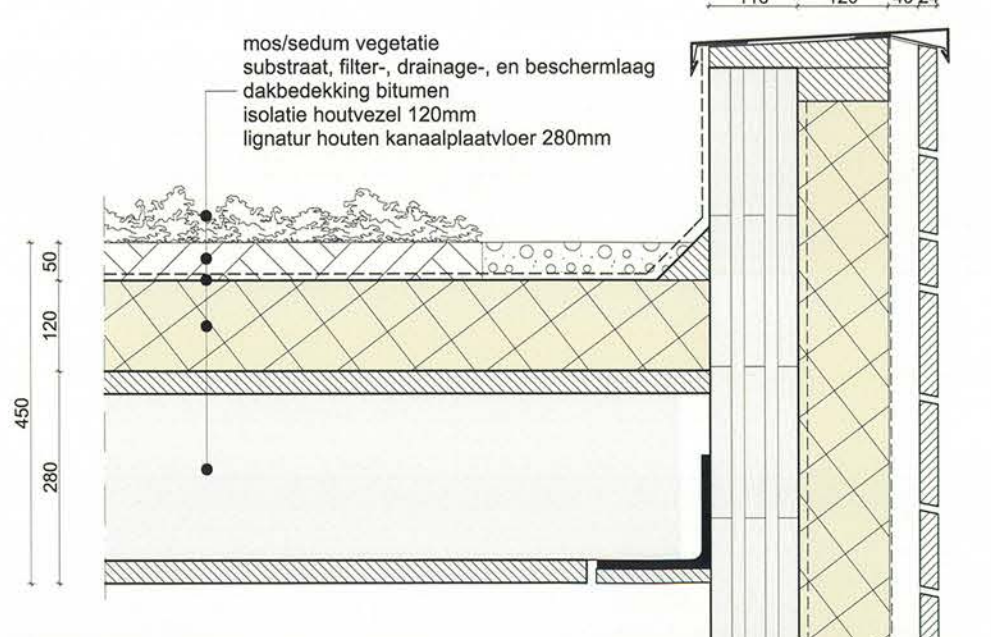 mos/sedum vegetatie
substraat, filter-, drainage-, en beschermlaag
dakbedekking bitumen
isolatie houtvezel 120mm
lignatur houten kanaalplaatvloer 280mm
50
120
450
280